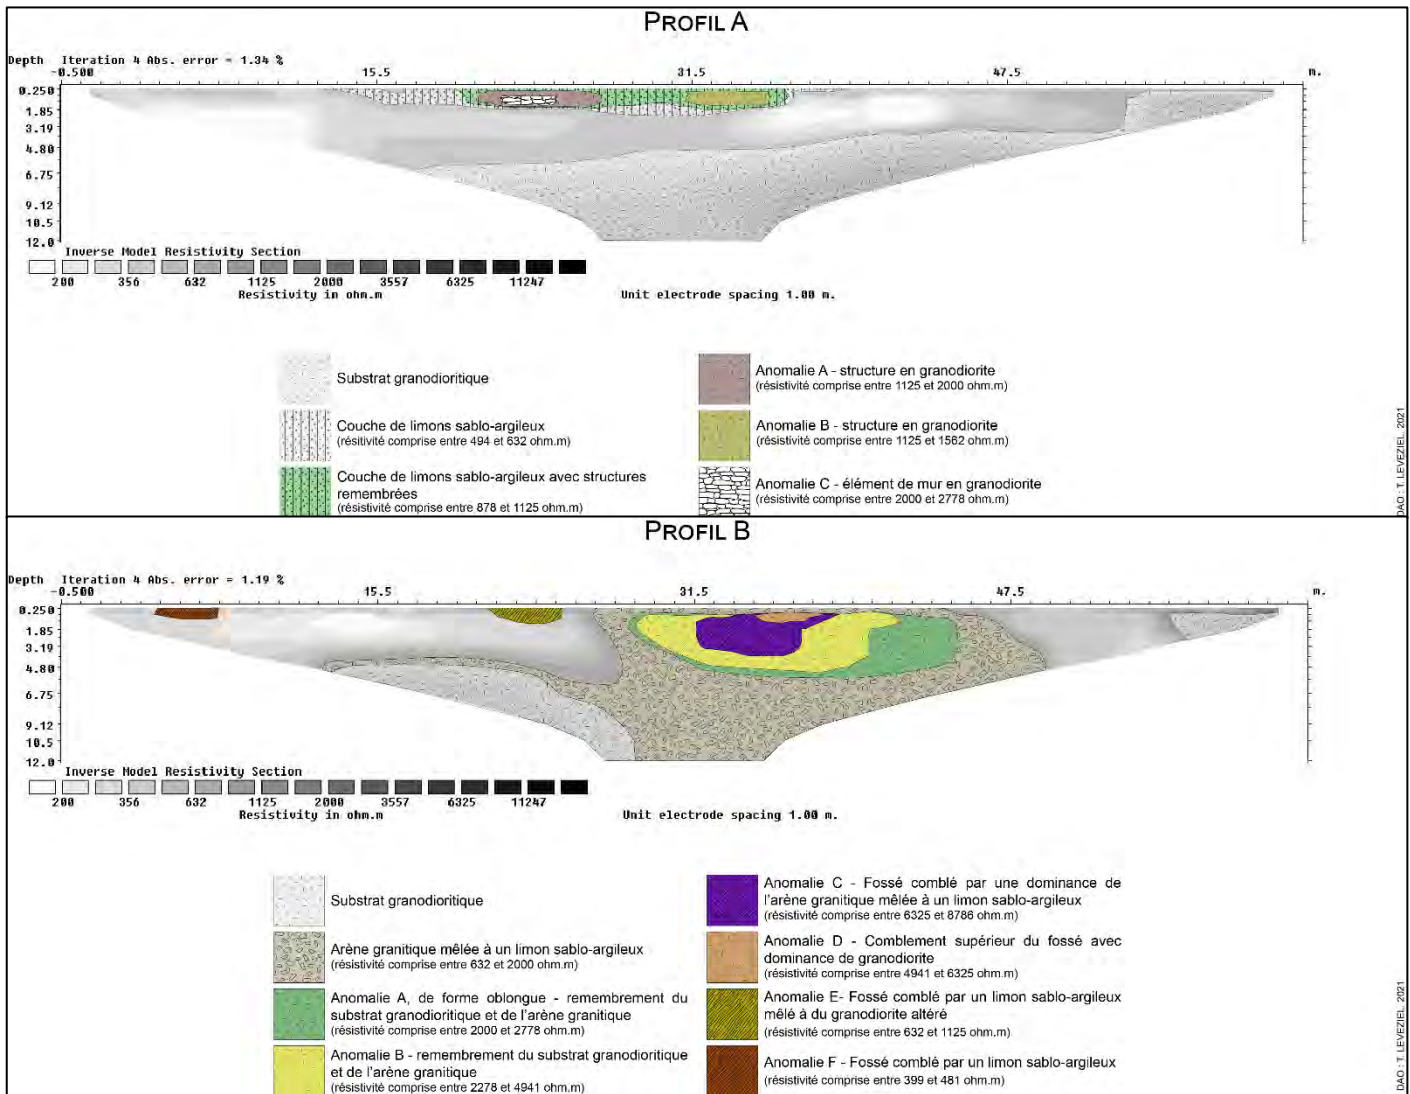 PROFIL A
Depth Iteration 4 Abs. error = 1.34 %
-0.500 15.5 31.5 47.5 m.
0.250
1.85
3.19
4.80
6.75
9.12
10.5
12.0
Inverse Model Resistivity Section
200 356 632 1125 2000 3557 6325 11247
Resistivity in ohm.m Unit electrode spacing 1.00 m.
Substrat granodioritique
Couche de limons sablo-argileux
(résitivité comprise entre 494 et 632 ohm.m)
Couche de limons sablo-argileux avec structures
remembrées
(résistivité comprise entre 878 et 1125 ohm.m)
Anomalie A - structure en granodiorite
(résistivité comprise entre 1125 et 2000 ohm.m)
Anomalie B - structure en granodiorite
(résistivité comprise entre 1125 et 1562 ohm.m)
Anomalie C - élément de mur en granodiorite
(résistivité comprise entre 2000 et 2778 ohm.m)
DAO : T. LEVEZIEL, 2021
PROFIL B
Depth Iteration 4 Abs. error = 1.19 %
-0.500 15.5 31.5 47.5 m.
0.250
1.85
3.19
4.80
6.75
9.12
10.5
12.0
Inverse Model Resistivity Section
200 356 632 1125 2000 3557 6325 11247
Resistivity in ohm.m Unit electrode spacing 1.00 m.
Substrat granodioritique
Arène granitique mêlée à un limon sablo-argileux
(résistivité comprise entre 632 et 2000 ohm.m)
Anomalie A, de forme oblongue - remembrement du
substrat granodioritique et de l'arène granitique
(résistivité comprise entre 2000 et 2778 ohm.m)
Anomalie B - remembrement du substrat granodioritique
et de l'arène granitique
(résistivité comprise entre 2278 et 4941 ohm.m)
Anomalie C - Fossé comblé par une dominance de
l'arène granitique mêlée à un limon sablo-argileux
(résistivité comprise entre 6325 et 8786 ohm.m)
Anomalie D - Comblement supérieur du fossé avec
dominance de granodiorite
(résistivité comprise entre 4941 et 6325 ohm.m)
Anomalie E- Fossé comblé par un limon sablo-argileux
mêlé à du granodiorite altéré
(résistivité comprise entre 632 et 1125 ohm.m)
Anomalie F - Fossé comblé par un limon sablo-argileux
(résistivité comprise entre 399 et 481 ohm.m)
DAO : T. LEVEZIEL, 2021